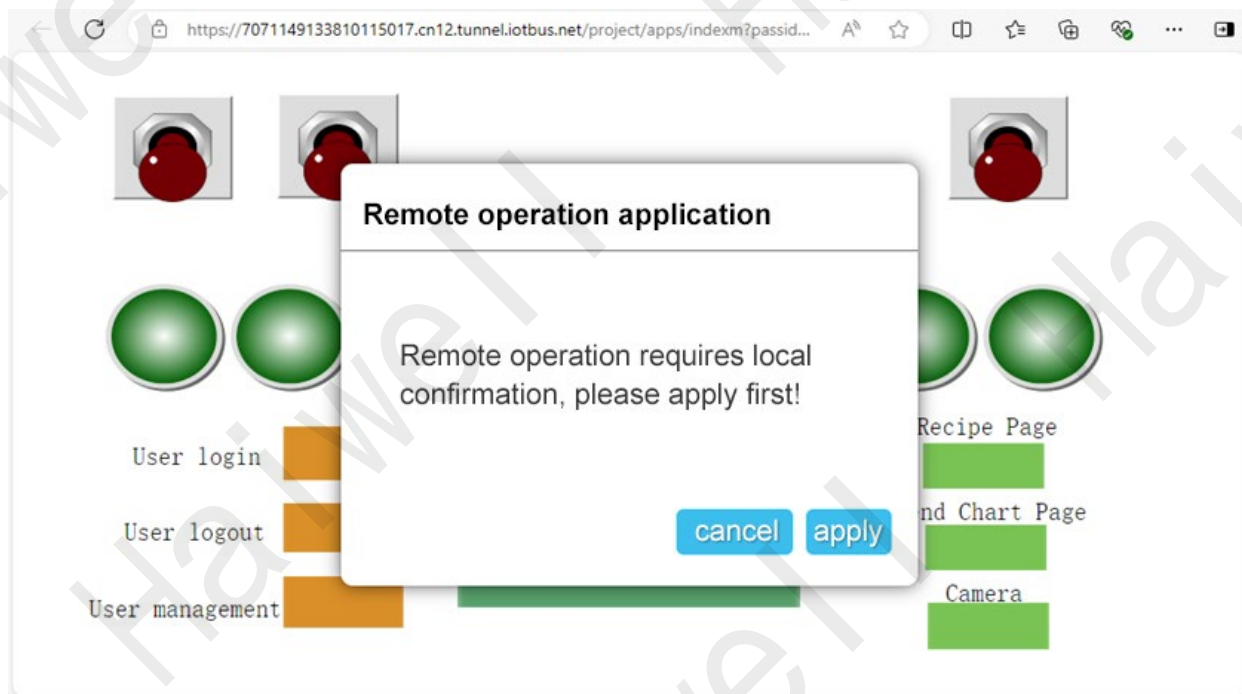 https://7071149133810115017.cn12.tunnel.iotbus.net/project/apps/indexm?passid...
Remote operation application
Remote operation requires local
confirmation, please apply first!
cancel apply
User login
User logout
User management
Recipe Page
nd Chart Page
Camera
Haiwell